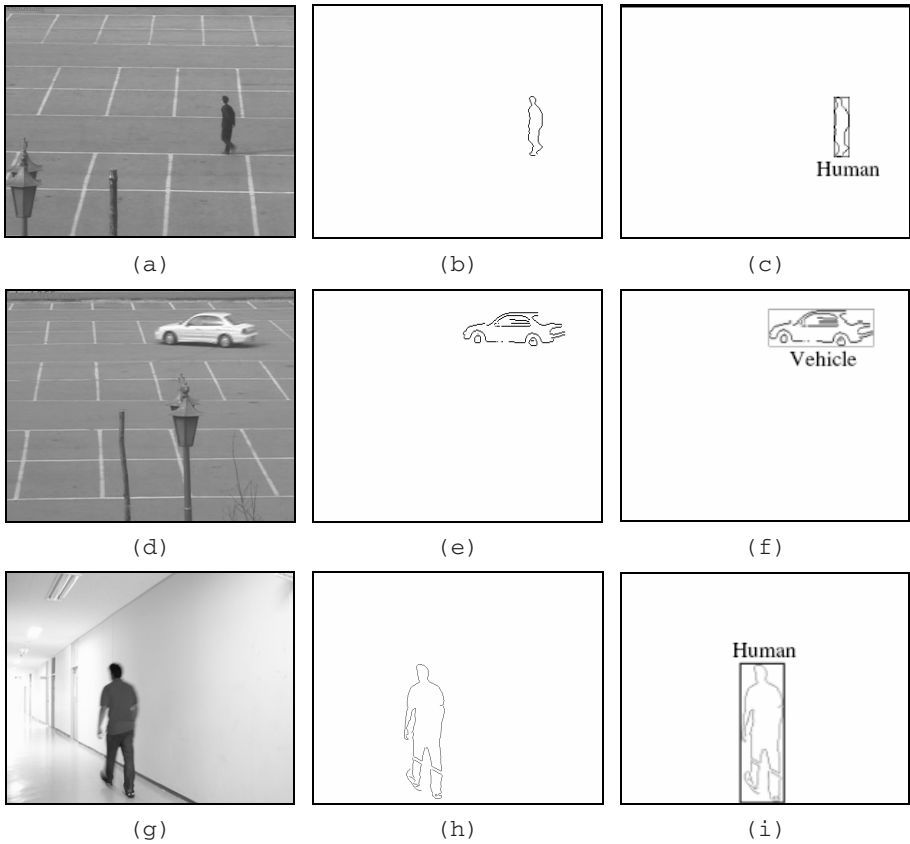 Human
(a) (b) (c)
Vehicle
(d) (e) (f)
Human
(g) (h) (i)